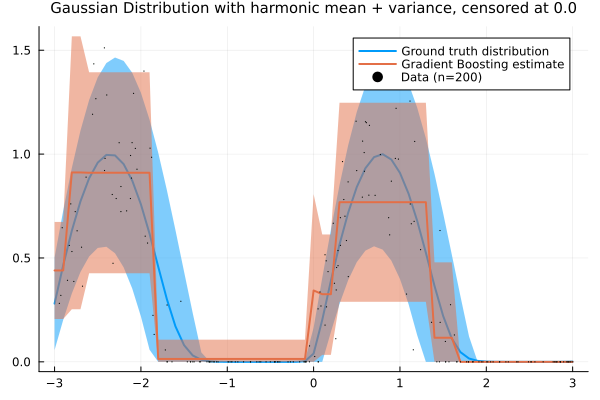 Gaussian Distribution with harmonic mean + variance, censored at 0.0
Ground truth distribution
Gradient Boosting estimate
Data (n=200)
1.5
1.0
0.5
0.0
−3 −2 −1 0 1 2 3